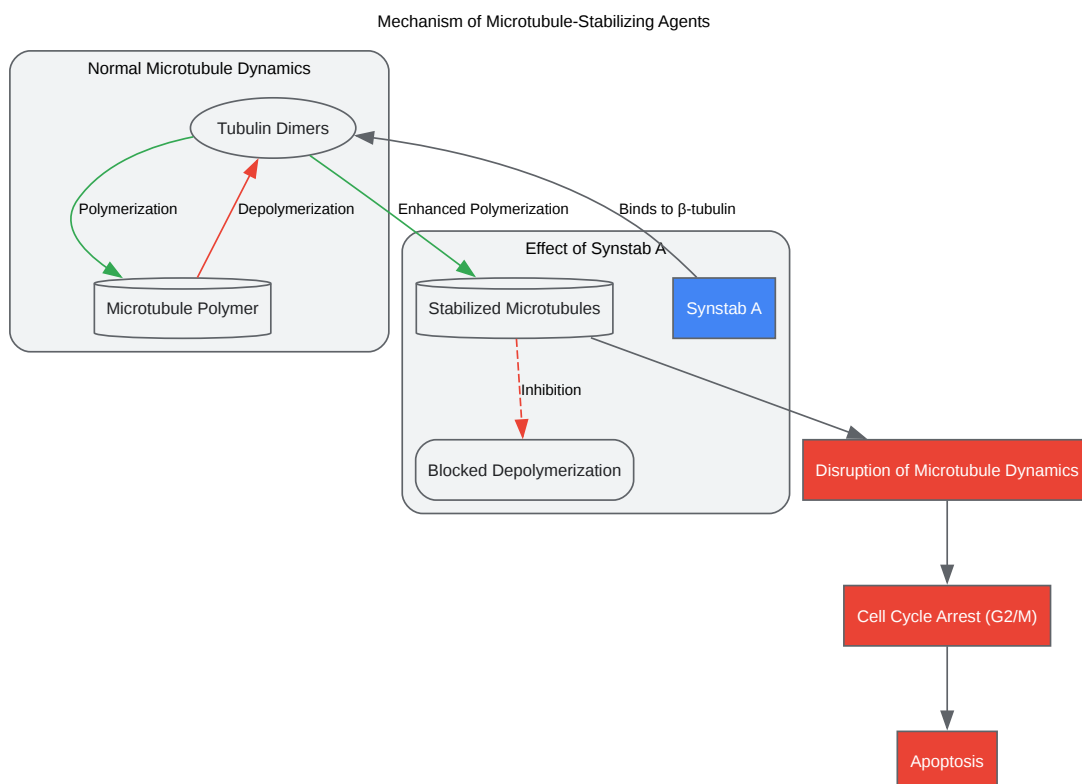 Mechanism of Microtubule-Stabilizing Agents
Normal Microtubule Dynamics
Tubulin Dimers
Polymerization
Depolymerization
Enhanced Polymerization
Binds to β-tubulin
Effect of Synstab A
Microtubule Polymer
Stabilized Microtubules
Synstab A
Inhibition
Blocked Depolymerization
Disruption of Microtubule Dynamics
Cell Cycle Arrest (G2/M)
Apoptosis